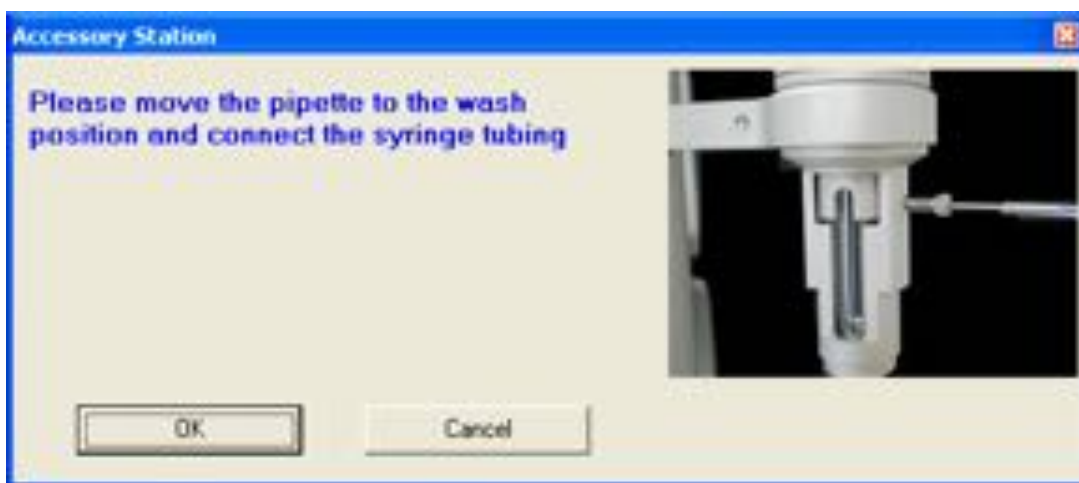 Accessory Station
Please move the pipette to the wash
position and connect the syringe tubing
OK
Cancel